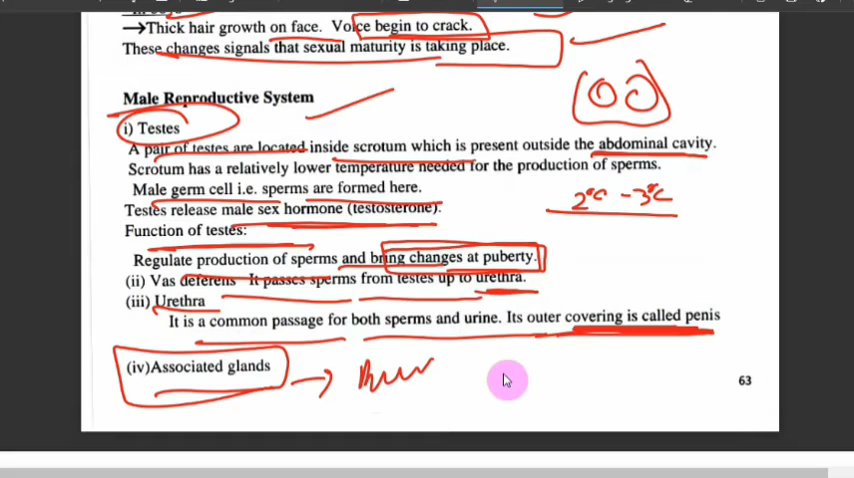 →Thick hair growth on face. Voice begin to crack.
These changes signals that sexual maturity is taking place.
Male Reproductive System
i) Testes
A pair of testes are located inside scrotum which is present outside the abdominal cavity.
Scrotum has a relatively lower temperature needed for the production of sperms.
Male germ cell i.e. sperms are formed here.
2°C - 3°C
Testes release male sex hormone (testosterone).
Function of testes:
Regulate production of sperms and bring changes at puberty.
(ii) Vas deferens It passes sperms from testes up to urethra.
(iii) Urethra
It is a common passage for both sperms and urine. Its outer covering is called penis
(iv)Associated glands →
63